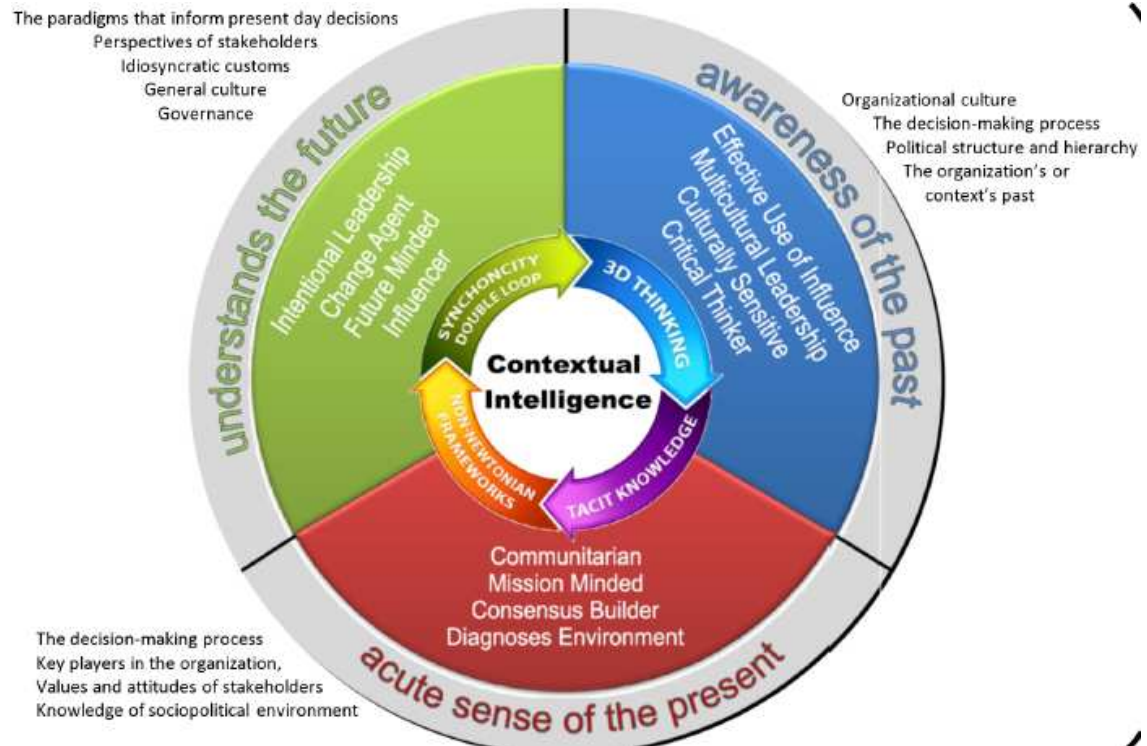 The paradigms that inform present day decisions
Perspectives of stakeholders
Idiosyncratic customs
General culture
Governance
understands the future
Intentional Leadership
Change Agent
Future Minded
Influencer
awareness of the past
Effective Use of Influence
Multicultural Leadership
Culturally Sensitive
Critical Thinker
Organizational culture
The decision-making process
Political structure and hierarchy
The organization's or
context's past
SYNCHONCITY
DOUBLE LOOP
3D THINKING
TACIT KNOWLEDGE
NON-NEWTONIAN
FRAMEWORKS
Contextual
Intelligence
Communitarian
Mission Minded
Consensus Builder
Diagnoses Environment
acute sense of the present
The decision-making process
Key players in the organization,
Values and attitudes of stakeholders
Knowledge of sociopolitical environment